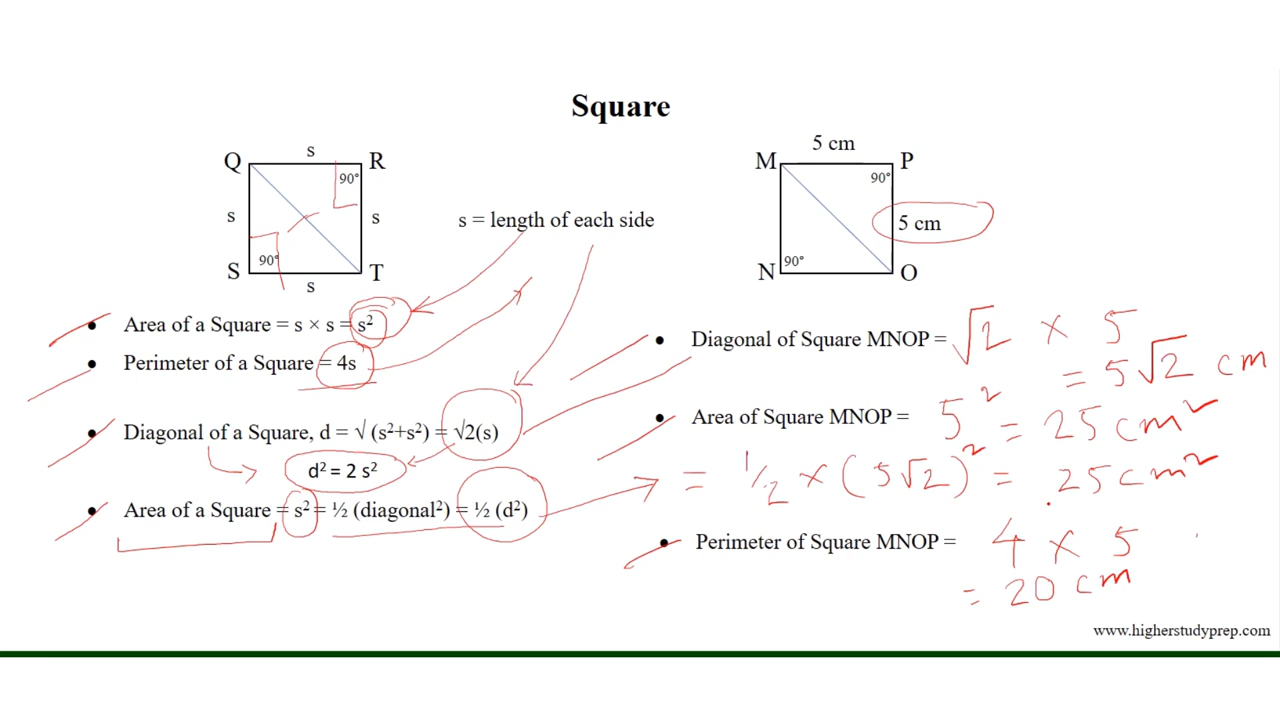 Square
Q s R
90°
s s
90°
S s T
s = length of each side
5 cm
M P
90°
5 cm
90°
N O
• Area of a Square = s × s = s²
• Perimeter of a Square = 4s
• Diagonal of a Square, d = √ (s²+s²) = √2(s)
d² = 2 s²
• Area of a Square = s² = ½ (diagonal²) = ½ (d²)
• Diagonal of Square MNOP = √2 × 5
= 5√2 cm
• Area of Square MNOP = 5² = 25 cm²
= 1/2 × (5√2)² = 25 cm²
• Perimeter of Square MNOP = 4 × 5
= 20 cm
www.higherstudyprep.com